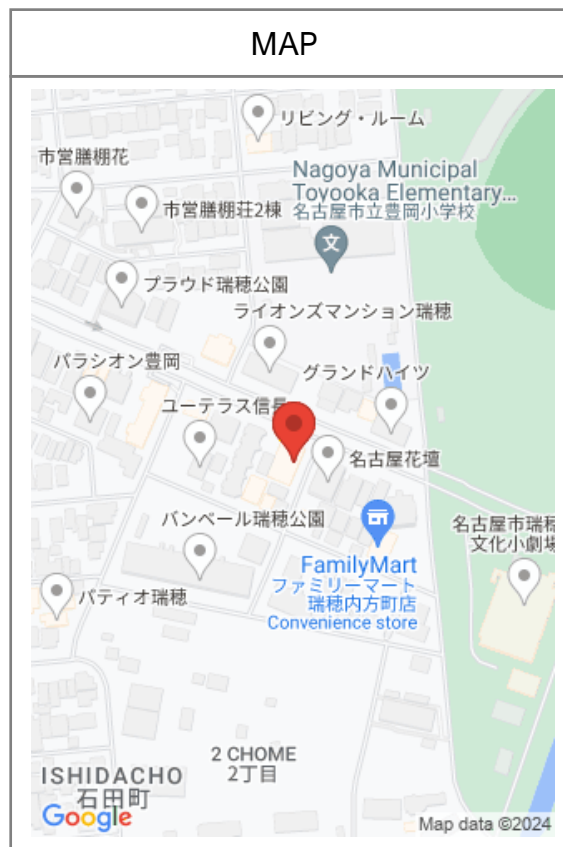 MAP
リビング・ルーム
市営膳棚花
Nagoya Municipal
Toyooka Elementary...
名古屋市立豊岡小学校
市営膳棚荘2棟
文
プラウド瑞穂公園
ライオンズマンション瑞穂
パラシオン豊岡
グランドハイツ
ユーテラス信長
名古屋花壇
バンベール瑞穂公園
名古屋市瑞穂
文化小劇場
FamilyMart
ファミリーマート
瑞穂内方町店
Convenience store
パティオ瑞穂
2 CHOME
2丁目
ISHIDACHO
石田町
Google
Map data ©2024